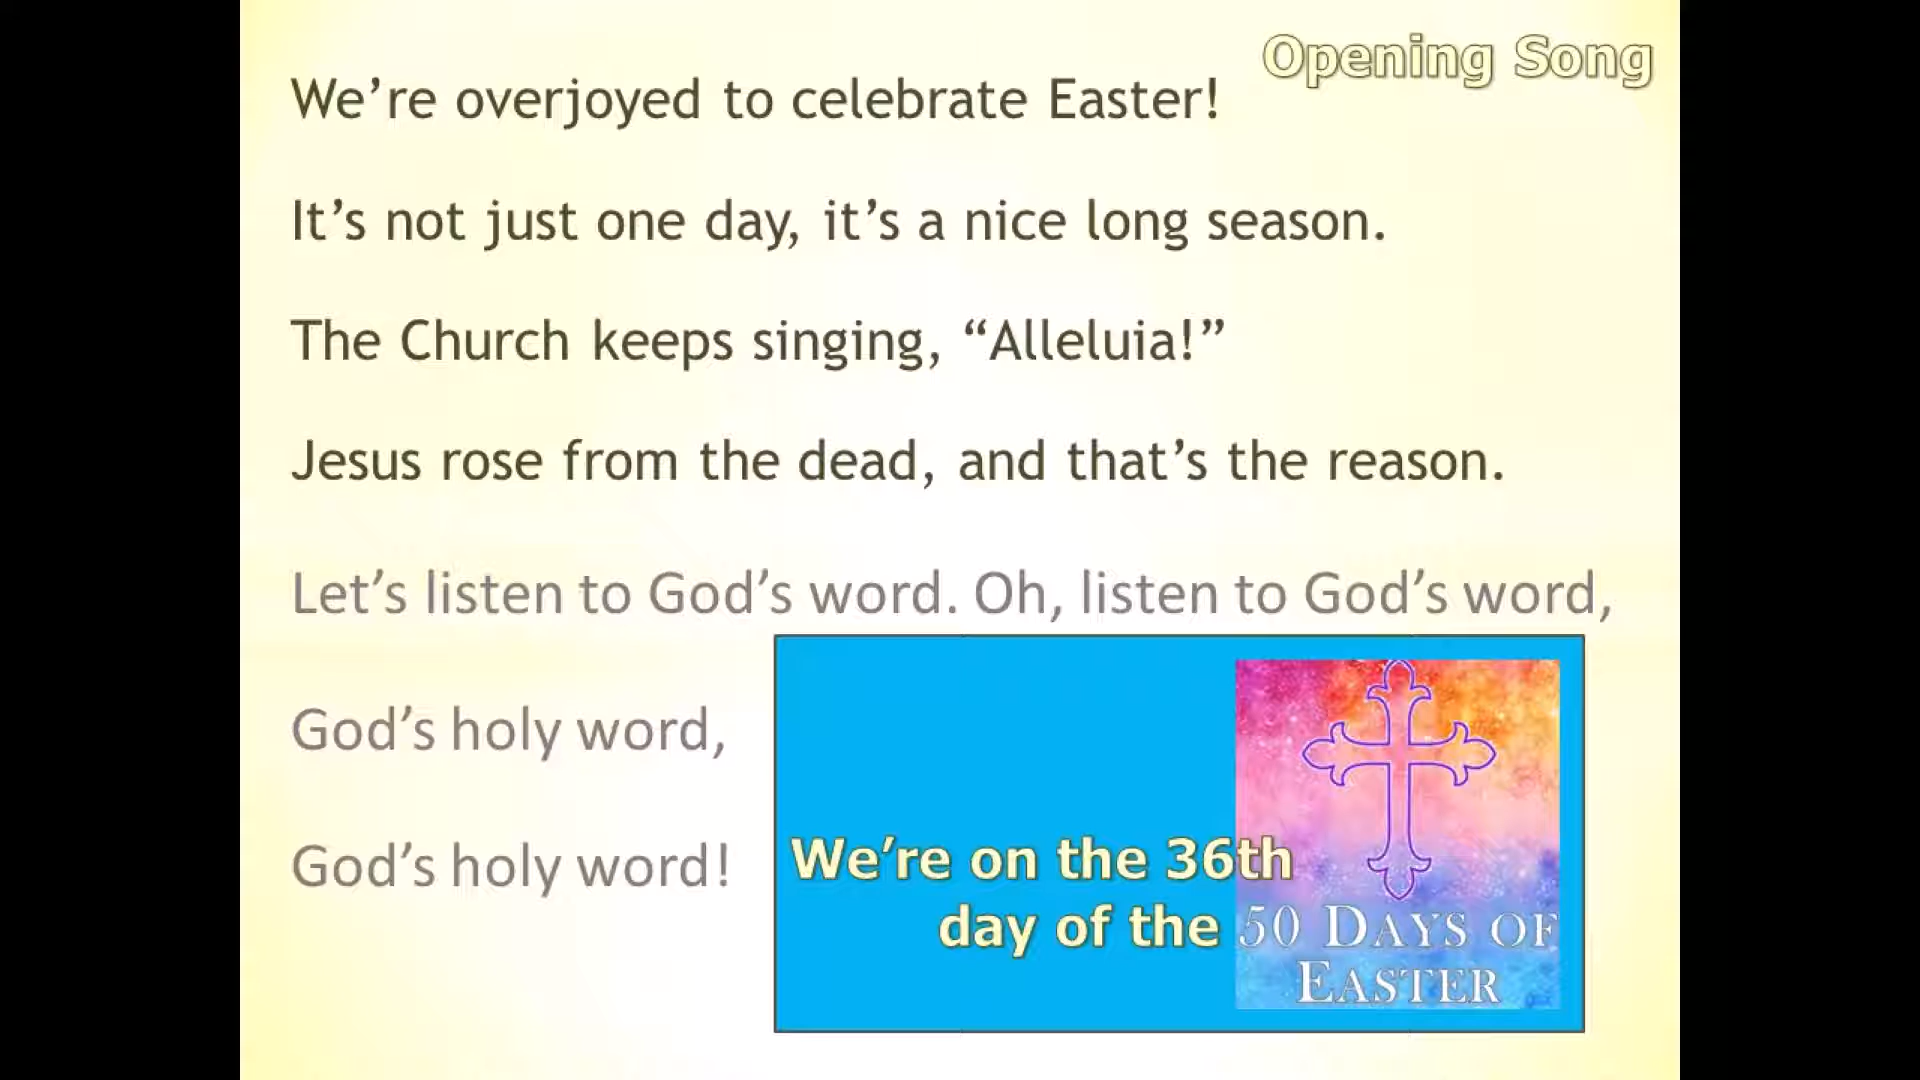 Opening Song
We’re overjoyed to celebrate Easter!
It’s not just one day, it’s a nice long season.
The Church keeps singing, “Alleluia!”
Jesus rose from the dead, and that’s the reason.
Let’s listen to God’s word. Oh, listen to God’s word,
God’s holy word,
God’s holy word!
We’re on the 36th
day of the 50 DAYS OF
EASTER